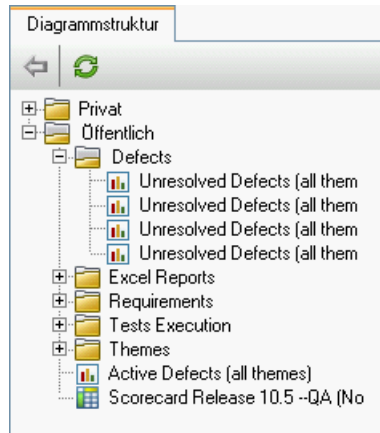 Diagrammstruktur
Privat
Öffentlich
Defects
Unresolved Defects (all them
Unresolved Defects (all them
Unresolved Defects (all them
Unresolved Defects (all them
Excel Reports
Requirements
Tests Execution
Themes
Active Defects (all themes)
Scorecard Release 10.5 --QA (No